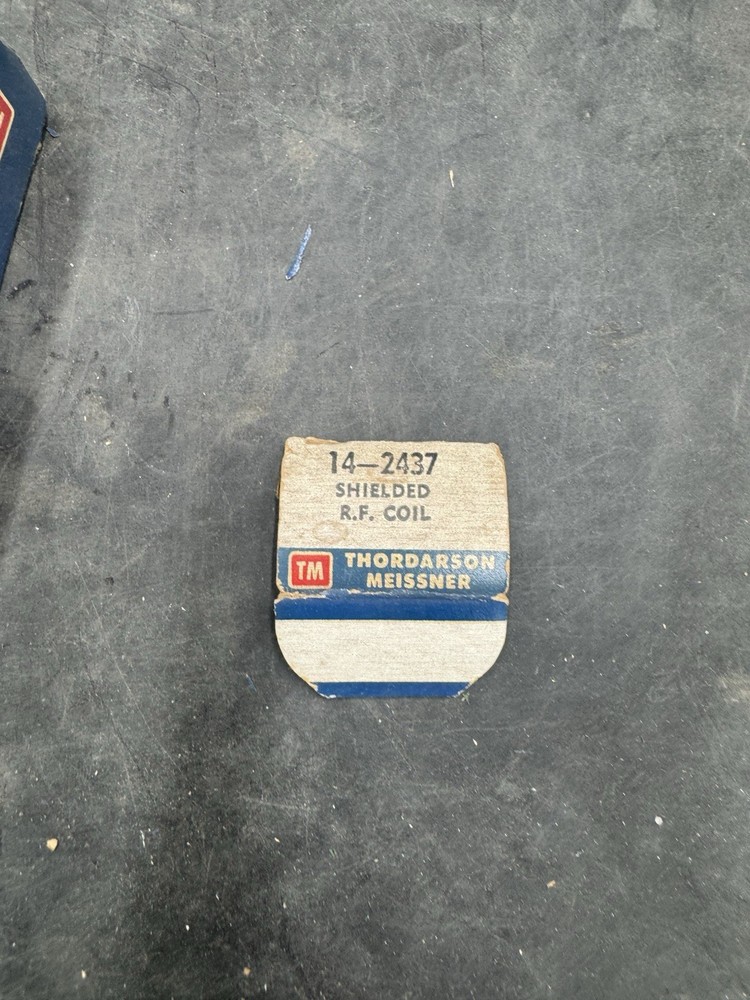 14—2437
SHIELDED
R.F. COIL
TM THORDARSON
MEISSNER